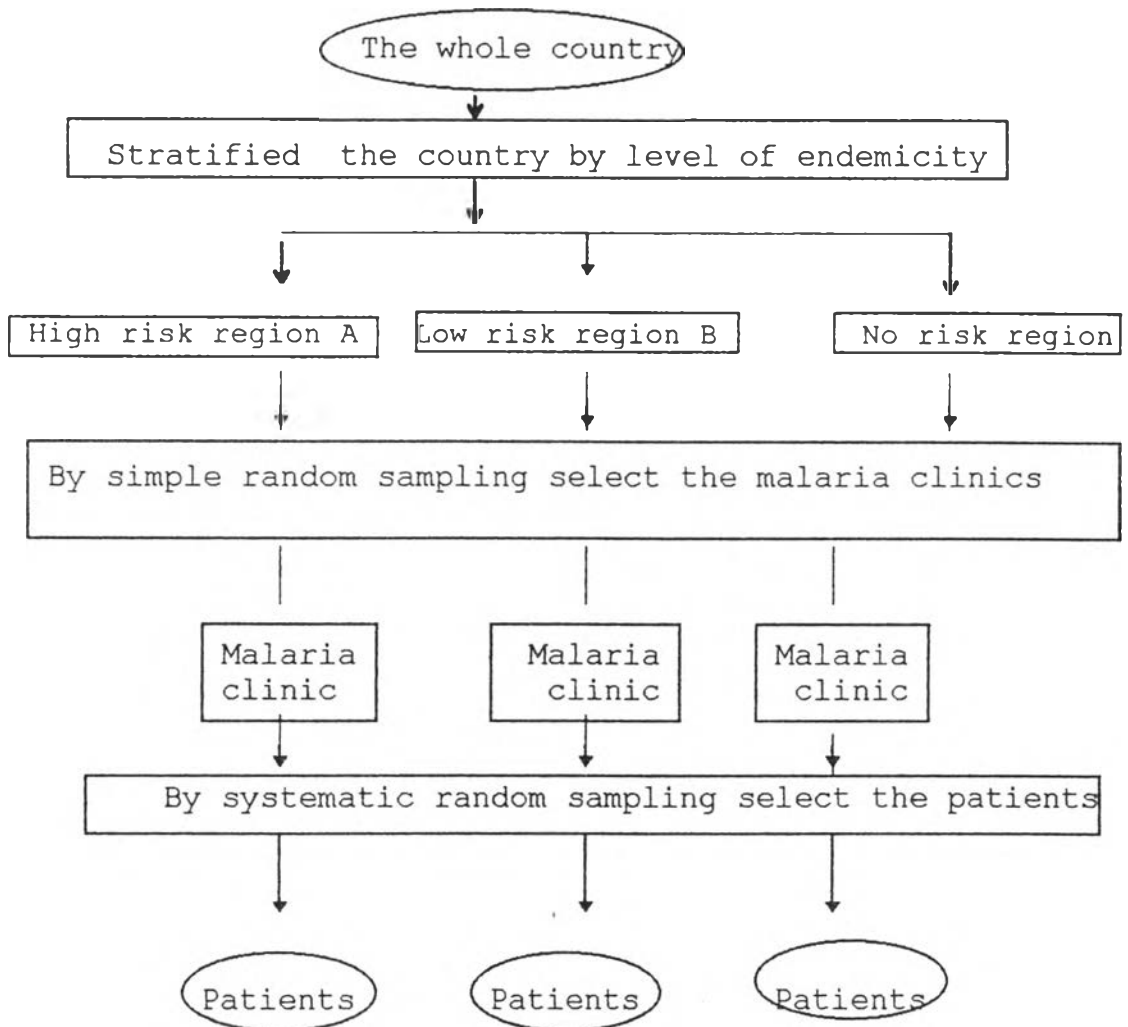 The whole country
Stratified the country by level of endemicity
High risk region A
Low risk region B
No risk region
By simple random sampling select the malaria clinics
Malaria
clinic
Malaria
clinic
Malaria
clinic
By systematic random sampling select the patients
Patients
Patients
Patients